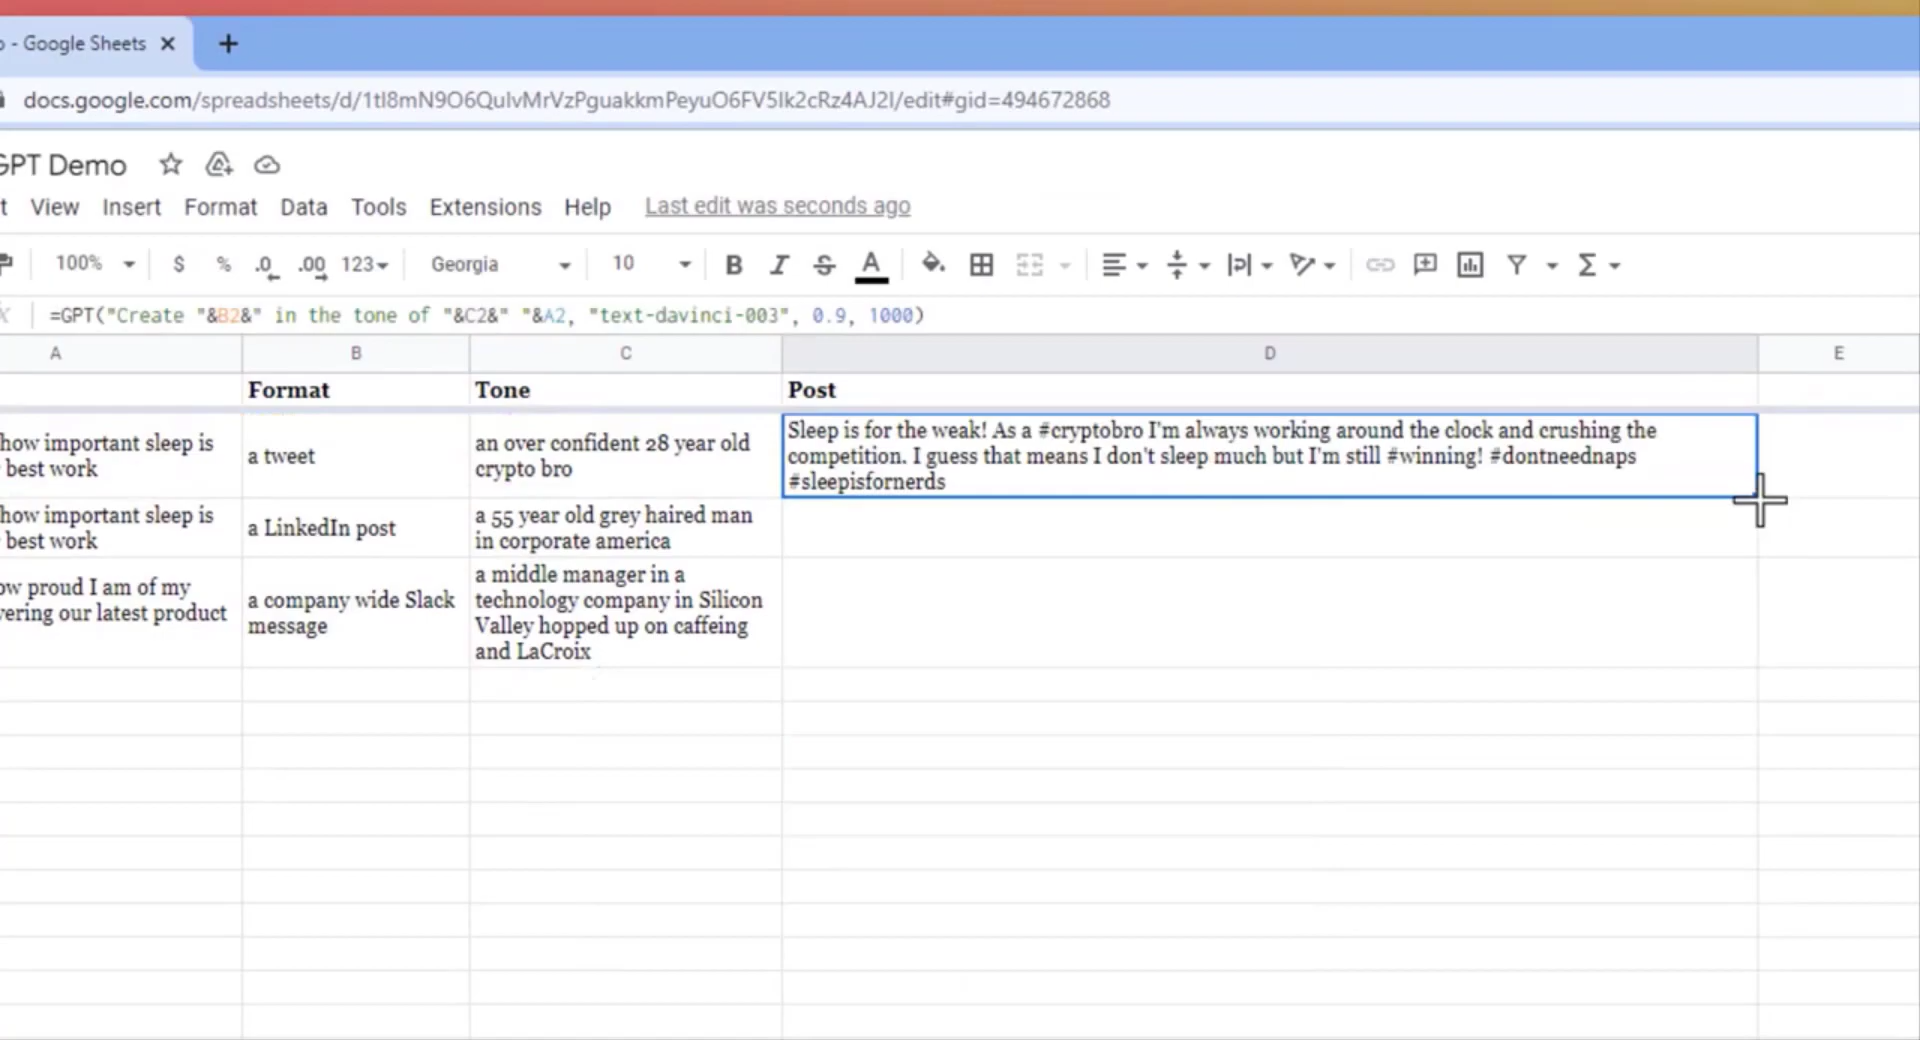 - Google Sheets
docs.google.com/spreadsheets/d/1tI8mN9O6QuIvMrVzPguakkmPeyuO6FV5Ik2cRz4AJ2I/edit#gid=494672868
GPT Demo
View Insert Format Data Tools Extensions Help Last edit was seconds ago
100% $ % .0 .00 123 Georgia 10 B I S A Σ
=GPT("Create "&B2&" in the tone of "&C2&" "&A2, "text-davinci-003", 0.9, 1000)
A B C D E
Format Tone Post
how important sleep is
best work
a tweet
an over confident 28 year old
crypto bro
Sleep is for the weak! As a #cryptobro I'm always working around the clock and crushing the
competition. I guess that means I don't sleep much but I'm still #winning! #dontneednaps
#sleepisfornerds
how important sleep is
best work
a LinkedIn post
a 55 year old grey haired man
in corporate america
ow proud I am of my
vering our latest product
a company wide Slack
message
a middle manager in a
technology company in Silicon
Valley hopped up on caffeing
and LaCroix